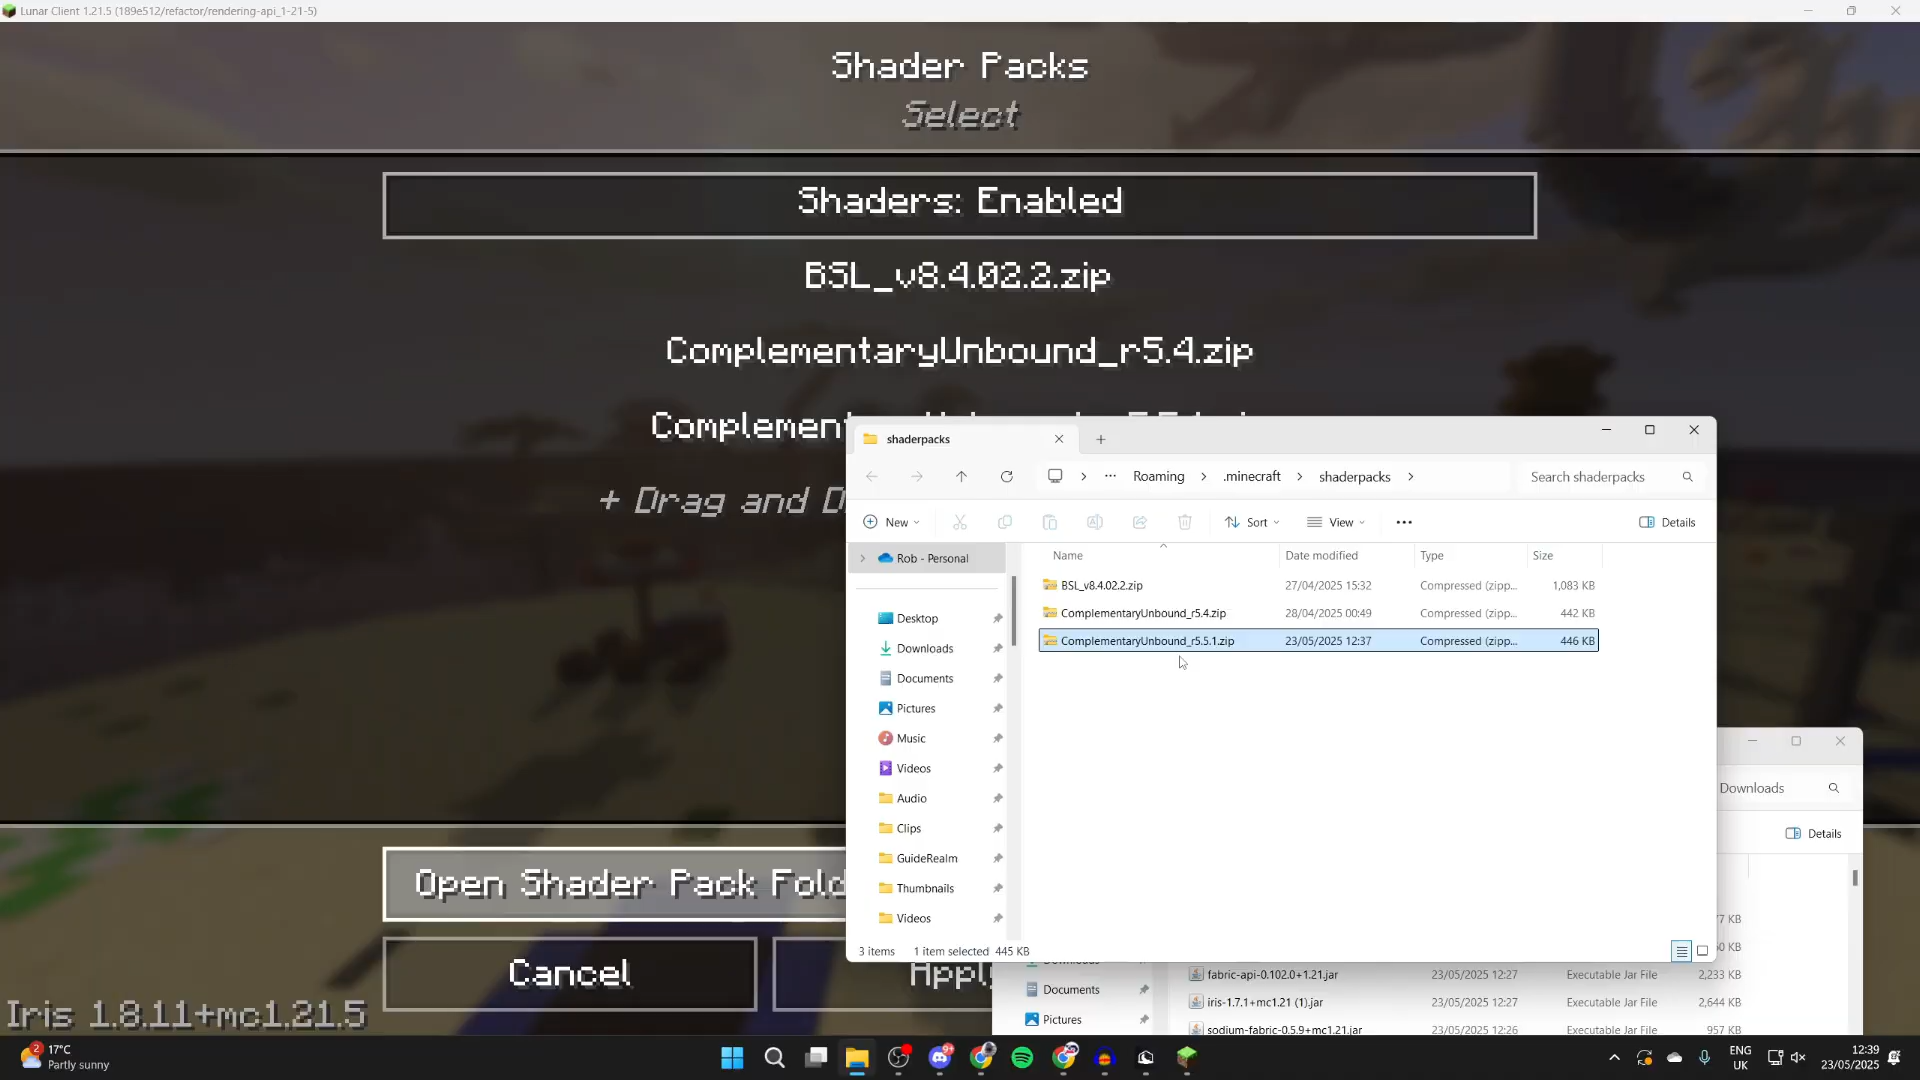 Lunar Client 1.21.5 (189e512/refactor/rendering-api_1-21-5)
Shader Packs
Select
Shaders: Enabled
BSL_v8.4.02.2.zip
ComplementaryUnbound_r5.4.zip
+ Drag and
Open Shader Pack
Cancel
Iris 1.8.11+mc1.21.5
shaderpacks
Roaming
.minecraft
shaderpacks
Search shaderpacks
New
Sort
View
Details
Name Date modified Type Size
Rob - Personal
Desktop
Downloads
Documents
Pictures
Music
Videos
Audio
Clips
GuideRealm
Thumbnails
Videos
BSL_v8.4.02.2.zip 27/04/2025 15:32 Compressed (zipp... 1,083 KB
ComplementaryUnbound_r5.4.zip 28/04/2025 00:49 Compressed (zipp... 442 KB
ComplementaryUnbound_r5.5.1.zip 23/05/2025 12:37 Compressed (zipp... 446 KB
3 items 1 item selected 445 KB
Downloads
Details
KB
KB
Documents
Pictures
fabric-api-0.102.0+1.21.jar 23/05/2025 12:27 Executable Jar File 2,233 KB
iris-1.7.1+mc1.21 (1).jar 23/05/2025 12:27 Executable Jar File 2,644 KB
sodium-fabric-0.5.9+mc1.21.jar 23/05/2025 12:26 Executable Jar File 957 KB
2
17°C
Partly sunny
9+
ENG
UK
12:39
23/05/2025